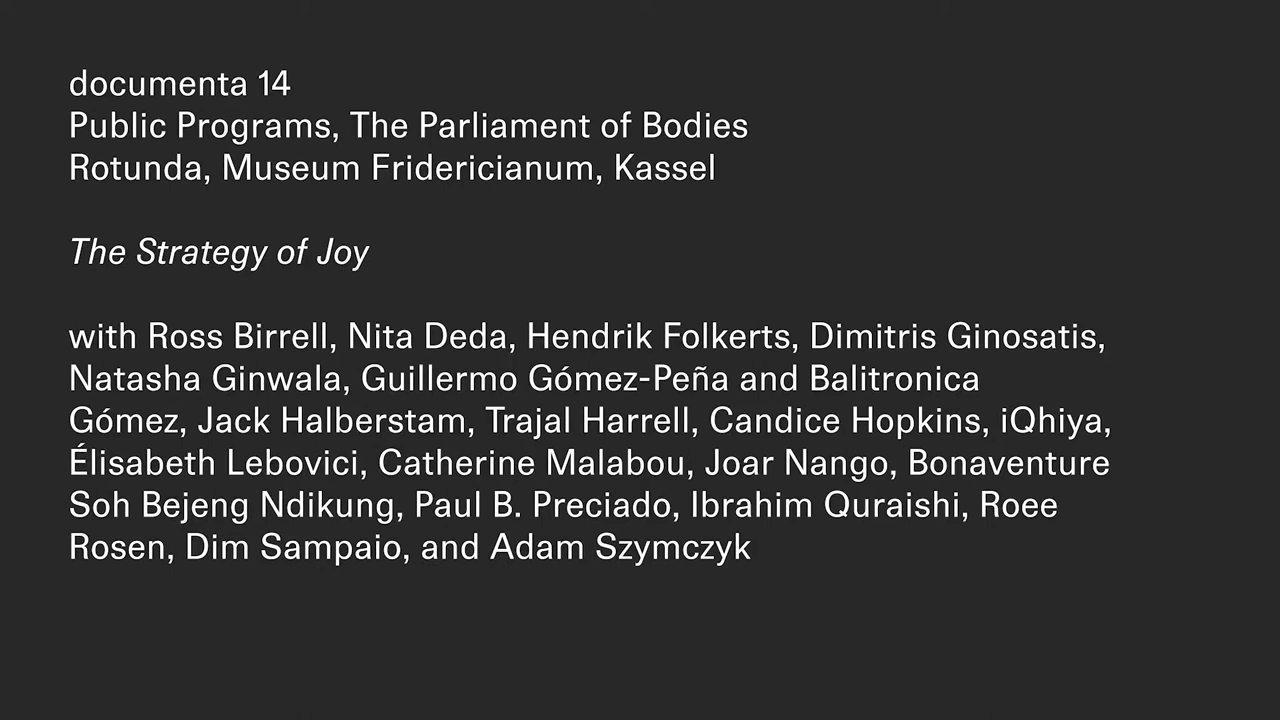 documenta 14
Public Programs, The Parliament of Bodies
Rotunda, Museum Fridericianum, Kassel
The Strategy of Joy
with Ross Birrell, Nita Deda, Hendrik Folkerts, Dimitris Ginosatis,
Natasha Ginwala, Guillermo Gómez-Peña and Balitronica
Gómez, Jack Halberstam, Trajal Harrell, Candice Hopkins, iQhiya,
Élisabeth Lebovici, Catherine Malabou, Joar Nango, Bonaventure
Soh Bejeng Ndikung, Paul B. Preciado, Ibrahim Quraishi, Roee
Rosen, Dim Sampaio, and Adam Szymczyk